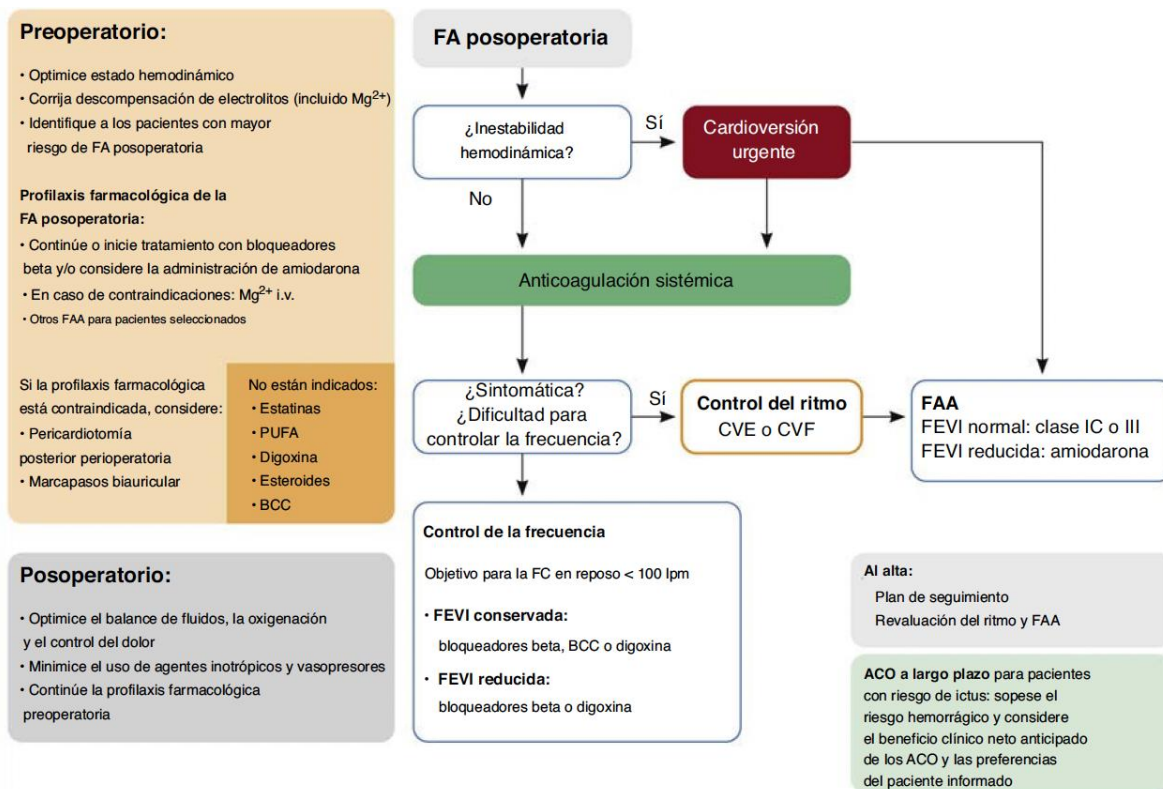 Preoperatorio:
• Optimice estado hemodinámico
• Corrija descompensación de electrolitos (incluido Mg2+)
• Identifique a los pacientes con mayor
riesgo de FA posoperatoria
Profilaxis farmacológica de la
FA posoperatoria:
• Continúe o inicie tratamiento con bloqueadores
beta y/o considere la administración de amiodarona
• En caso de contraindicaciones: Mg2+ i.v.
• Otros FAA para pacientes seleccionados
Si la profilaxis farmacológica
está contraindicada, considere:
• Pericardiotomía
posterior perioperatoria
• Marcapasos biauricular
No están indicados:
• Estatinas
• PUFA
• Digoxina
• Esteroides
• BCC
Posoperatorio:
• Optimice el balance de fluidos, la oxigenación
y el control del dolor
• Minimice el uso de agentes inotrópicos y vasopresores
• Continúe la profilaxis farmacológica
preoperatoria
FA posoperatoria
¿Inestabilidad
hemodinámica?
Sí
Cardioversión
urgente
No
Anticoagulación sistémica
¿Sintomática?
¿Dificultad para
controlar la frecuencia?
Sí
Control del ritmo
CVE o CVF
FAA
FEVI normal: clase IC o III
FEVI reducida: amiodarona
Control de la frecuencia
Objetivo para la FC en reposo < 100 lpm
• FEVI conservada:
bloqueadores beta, BCC o digoxina
• FEVI reducida:
bloqueadores beta o digoxina
Al alta:
Plan de seguimiento
Revaluación del ritmo y FAA
ACO a largo plazo para pacientes
con riesgo de ictus: sopese el
riesgo hemorrágico y considere
el beneficio clínico neto anticipado
de los ACO y las preferencias
del paciente informado